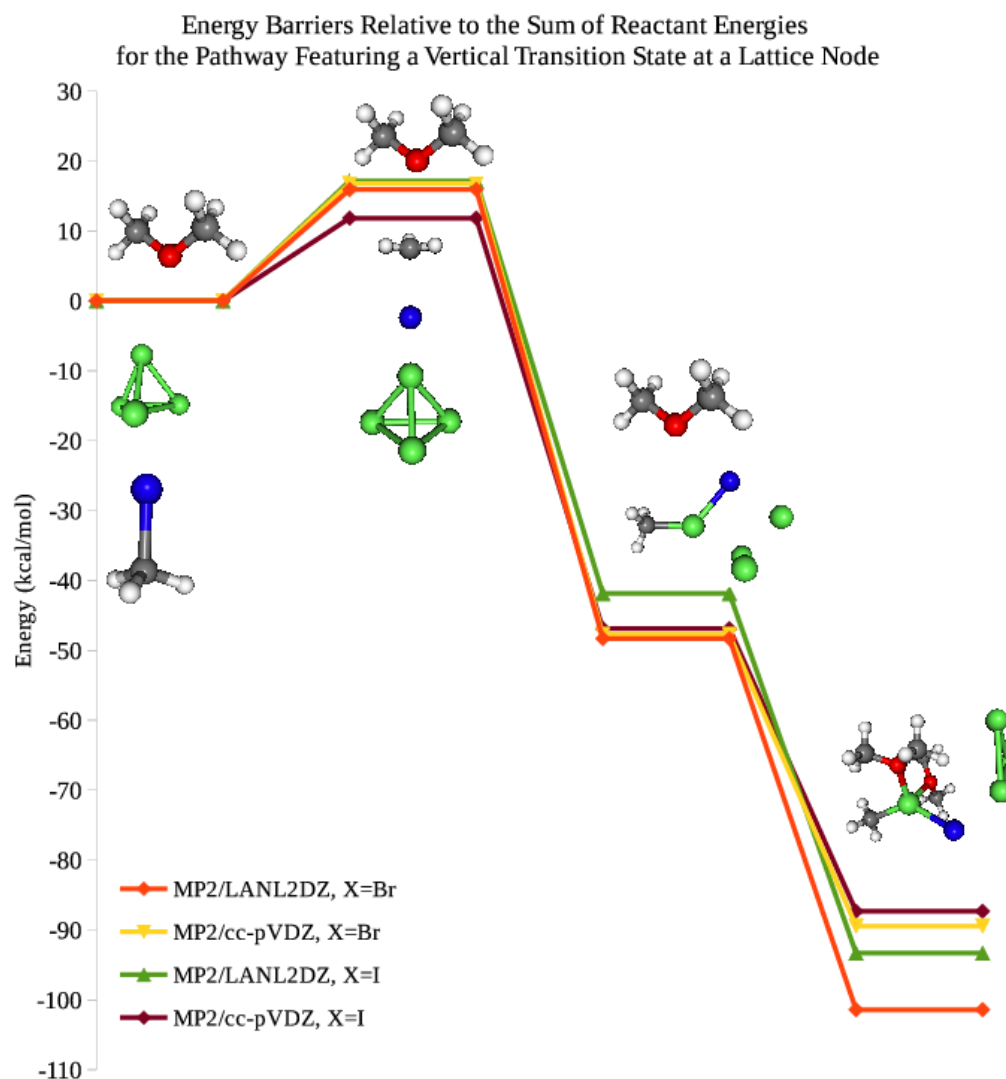 Energy Barriers Relative to the Sum of Reactant Energies
for the Pathway Featuring a Vertical Transition State at a Lattice Node
30
20
10
0
-10
-20
-30
-40
-50
-60
-70
-80
-90
-100
-110
Energy (kcal/mol)
MP2/LANL2DZ, X=Br
MP2/cc-pVDZ, X=Br
MP2/LANL2DZ, X=I
MP2/cc-pVDZ, X=I